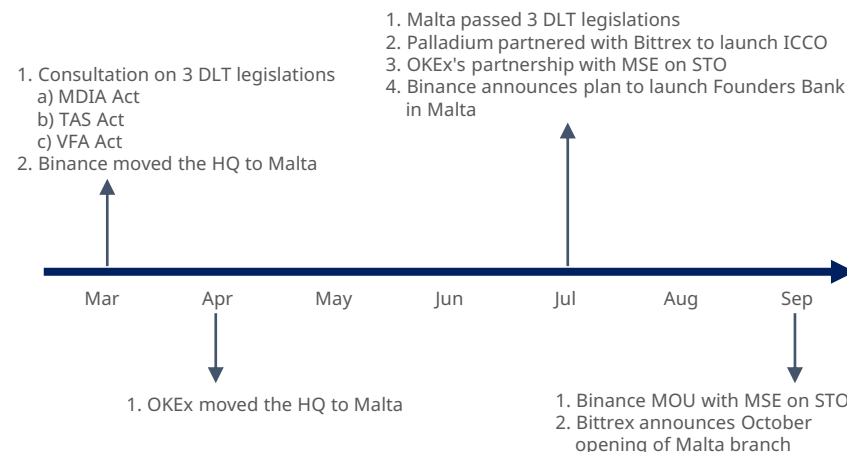 1. Malta passed 3 DLT legislations
2. Palladium partnered with Bittrex to launch ICCO
3. OKEx's partnership with MSE on STO
4. Binance announces plan to launch Founders Bank
in Malta
1. Consultation on 3 DLT legislations
a) MDIA Act
b) TAS Act
c) VFA Act
2. Binance moved the HQ to Malta
Mar Apr May Jun Jul Aug Sep
1. OKEx moved the HQ to Malta
1. Binance MOU with MSE on STO
2. Bittrex announces October
opening of Malta branch